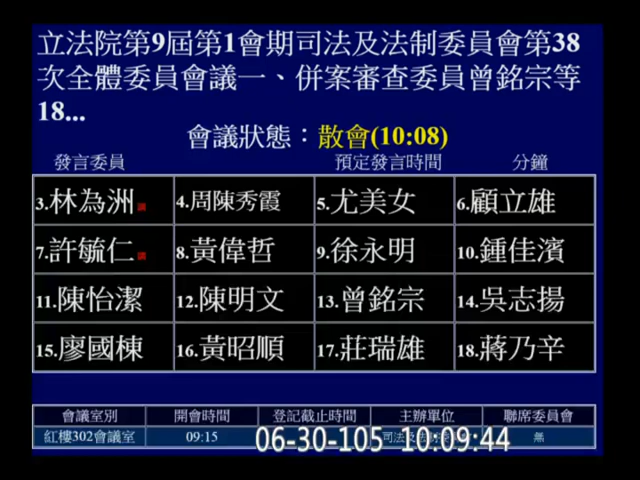 立法院第9屆第1會期司法及法制委員會第38
次全體委員會議一、併案審查委員曾銘宗等
18...
會議狀態：散會(10:08)
發言委員 預定發言時間 分鐘
3.林為洲 4.周陳秀霞 5.尤美女 6.顧立雄
7.許毓仁 8.黃偉哲 9.徐永明 10.鍾佳濱
11.陳怡潔 12.陳明文 13.曾銘宗 14.吳志揚
15.廖國棟 16.黃昭順 17.莊瑞雄 18.蔣乃辛
會議室別 開會時間 登記截止時間 主辦單位 聯席委員會
紅樓302會議室 09:15 司法及法制 無
06-30-105 10:09:44